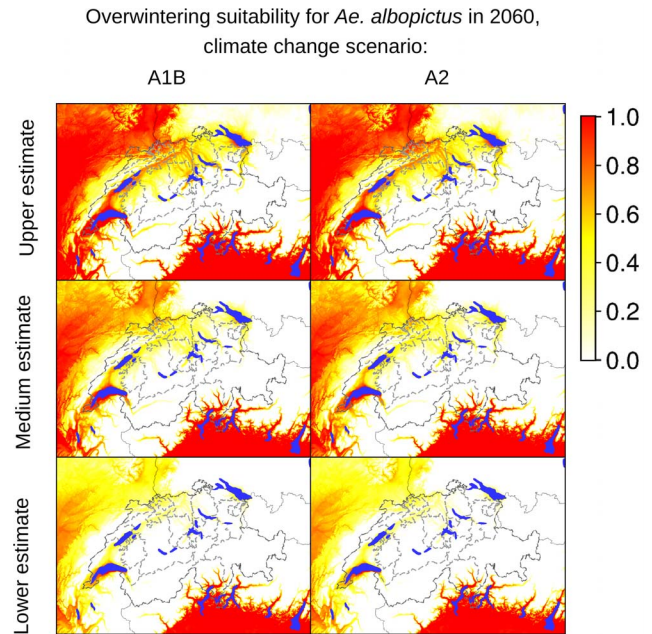 Overwintering suitability for Ae. albopictus in 2060,
climate change scenario:
A1B
A2
Upper estimate
Medium estimate
Lower estimate
1.0
0.8
0.6
0.4
0.2
0.0